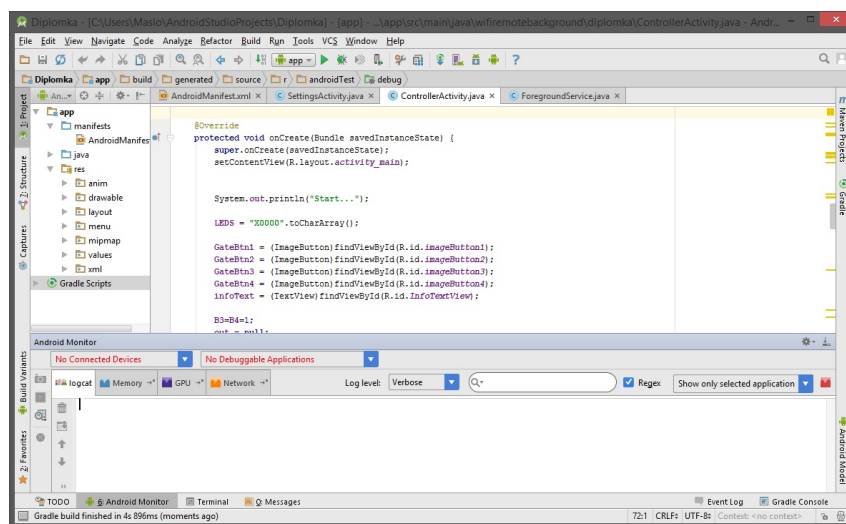 Diplomka - [C:\Users\Maslo\AndroidStudioProjects\Diplomka] - [app] - ...\app\src\main\java\wifiremotebackground\diplomka\ControllerActivity.java - Andr...
File Edit View Navigate Code Analyze Refactor Build Run Tools VCS Window Help
app
Diplomka app build generated source r androidTest debug
An... AndroidManifest.xml × SettingsActivity.java × ControllerActivity.java × ForegroundService.java ×
1: Project
Z: Structure
Captures
Build Variants
2: Favorites
app
manifests
AndroidManifes
java
res
anim
drawable
layout
menu
mipmap
values
xml
Gradle Scripts
@Override
protected void onCreate(Bundle savedInstanceState) {
super.onCreate(savedInstanceState);
setContentView(R.layout.activity_main);
System.out.println("Start...");
LEDS = "X0000".toCharArray();
GateBtn1 = (ImageButton)findViewById(R.id.imageButton1);
GateBtn2 = (ImageButton)findViewById(R.id.imageButton2);
GateBtn3 = (ImageButton)findViewById(R.id.imageButton3);
GateBtn4 = (ImageButton)findViewById(R.id.imageButton4);
infoText = (TextView)findViewById(R.id.InfoTextView);
B3=B4=1;
out = null;
Maven Projects
Gradle
Android Model
Android Monitor
No Connected Devices No Debuggable Applications
logcat Memory GPU Network Log level: Verbose Regex Show only selected application
TODO 6: Android Monitor Terminal 0: Messages Event Log Gradle Console
Gradle build finished in 4s 896ms (moments ago) 72:1 CRLF UTF-8 Context: <no context>